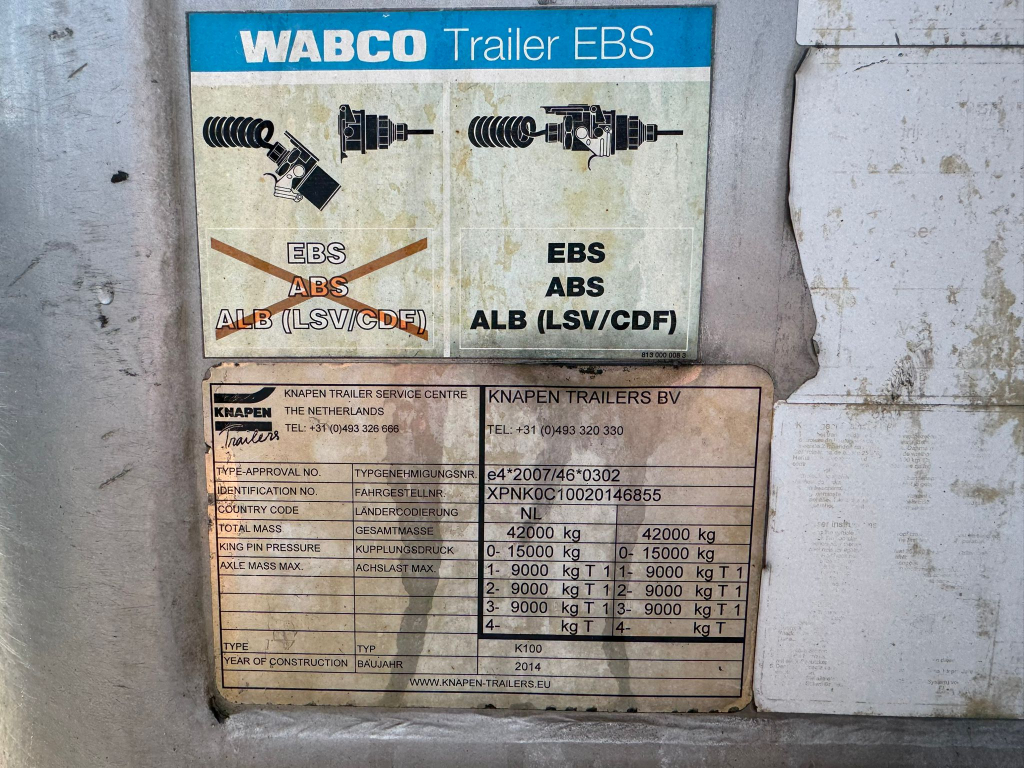 WABCO Trailer EBS
EBS
ABS
ALB (LSV/CDF)
EBS
ABS
ALB (LSV/CDF)
813 000 008 3
KNAPEN
Trailers
KNAPEN TRAILER SERVICE CENTRE
THE NETHERLANDS
TEL: +31 (0)493 326 666
KNAPEN TRAILERS BV
TEL: +31 (0)493 320 330
TYPE-APPROVAL NO. TYPGENEHMIGUNGSNR. e4*2007/46*0302
IDENTIFICATION NO. FAHRGESTELLNR. XPNK0C10020146855
COUNTRY CODE LÄNDERCODIERUNG NL
TOTAL MASS GESAMTMASSE 42000 kg 42000 kg
KING PIN PRESSURE KUPPLUNGSDRUCK 0- 15000 kg 0- 15000 kg
AXLE MASS MAX. ACHSLAST MAX. 1- 9000 kg T 1 1- 9000 kg T 1
2- 9000 kg T 1 2- 9000 kg T 1
3- 9000 kg T 1 3- 9000 kg T 1
4- kg T 4- kg T
TYPE TYP K100
YEAR OF CONSTRUCTION BAUJAHR 2014
WWW.KNAPEN-TRAILERS.EU